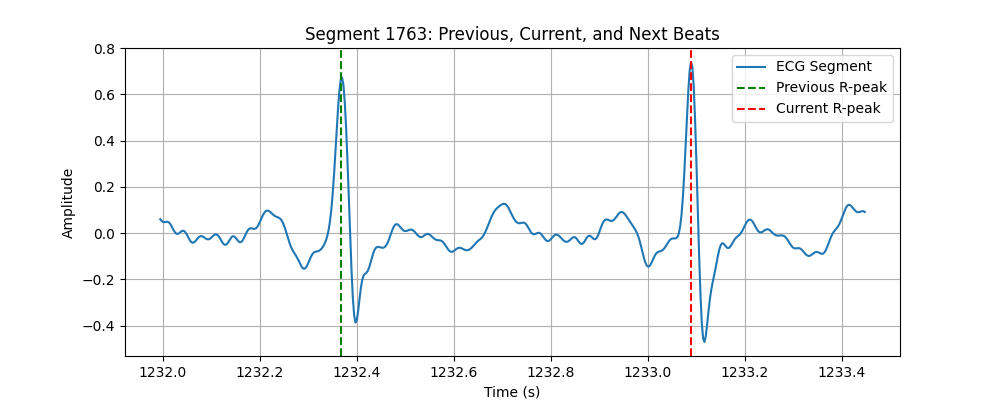 Segment 1763: Previous, Current, and Next Beats
ECG Segment
Previous R-peak
Current R-peak
Amplitude
0.8
0.6
0.4
0.2
0.0
−0.2
−0.4
1232.0 1232.2 1232.4 1232.6 1232.8 1233.0 1233.2 1233.4
Time (s)